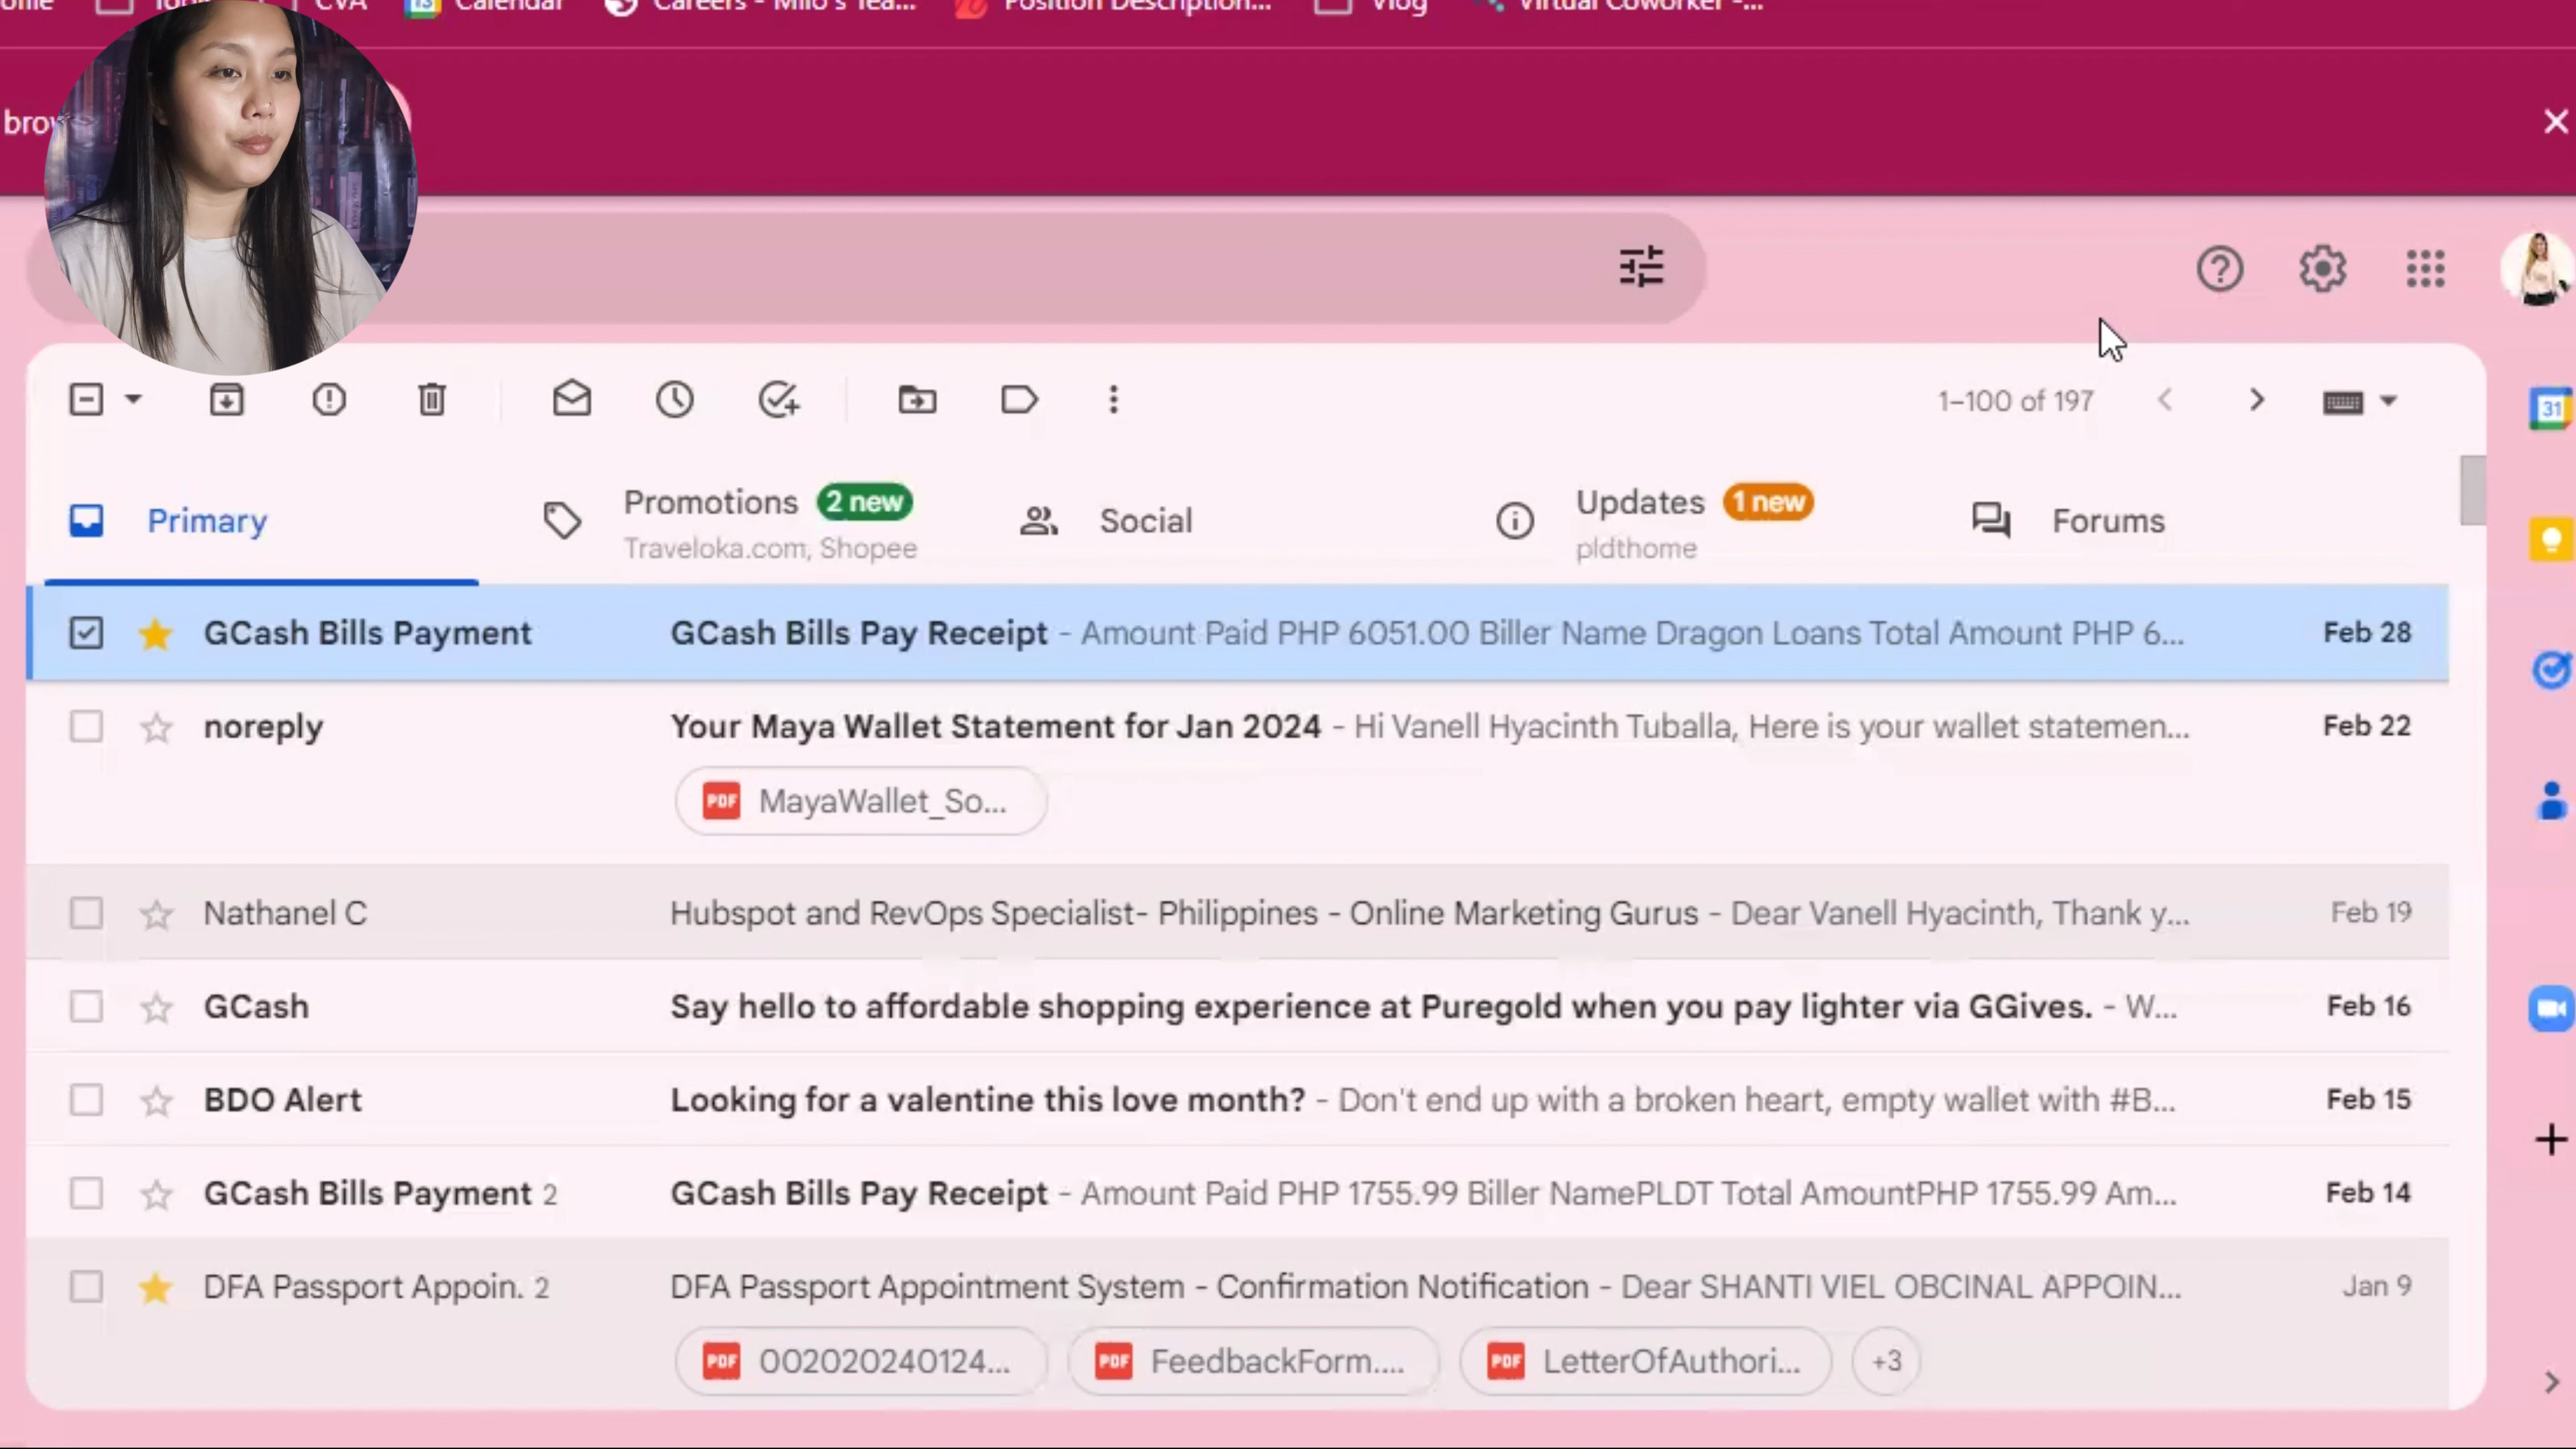 CVA
Calendar
Careers - Milo's Tea...
Position Description...
Vlog
Virtual Coworker -...
1–100 of 197
31
Primary
Promotions 2 new
Traveloka.com, Shopee
Social
Updates 1 new
pldthome
Forums
GCash Bills Payment GCash Bills Pay Receipt - Amount Paid PHP 6051.00 Biller Name Dragon Loans Total Amount PHP 6... Feb 28
noreply Your Maya Wallet Statement for Jan 2024 - Hi Vanell Hyacinth Tuballa, Here is your wallet statemen... Feb 22
PDF MayaWallet_So...
Nathanel C Hubspot and RevOps Specialist- Philippines - Online Marketing Gurus - Dear Vanell Hyacinth, Thank y... Feb 19
GCash Say hello to affordable shopping experience at Puregold when you pay lighter via GGives. - W... Feb 16
BDO Alert Looking for a valentine this love month? - Don't end up with a broken heart, empty wallet with #B... Feb 15
GCash Bills Payment 2 GCash Bills Pay Receipt - Amount Paid PHP 1755.99 Biller NamePLDT Total AmountPHP 1755.99 Am... Feb 14
DFA Passport Appoin. 2 DFA Passport Appointment System - Confirmation Notification - Dear SHANTI VIEL OBCINAL APPOIN... Jan 9
PDF 002020240124... PDF FeedbackForm.... PDF LetterOfAuthori... +3